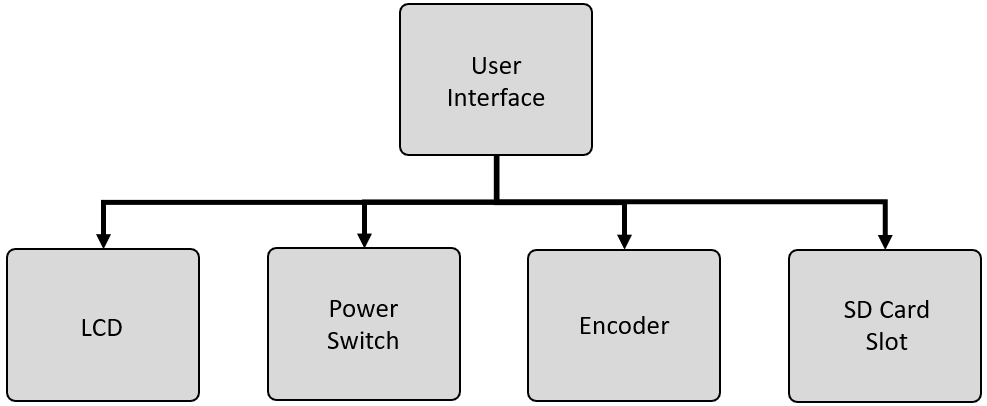 User
Interface
LCD
Power
Switch
Encoder
SD Card
Slot